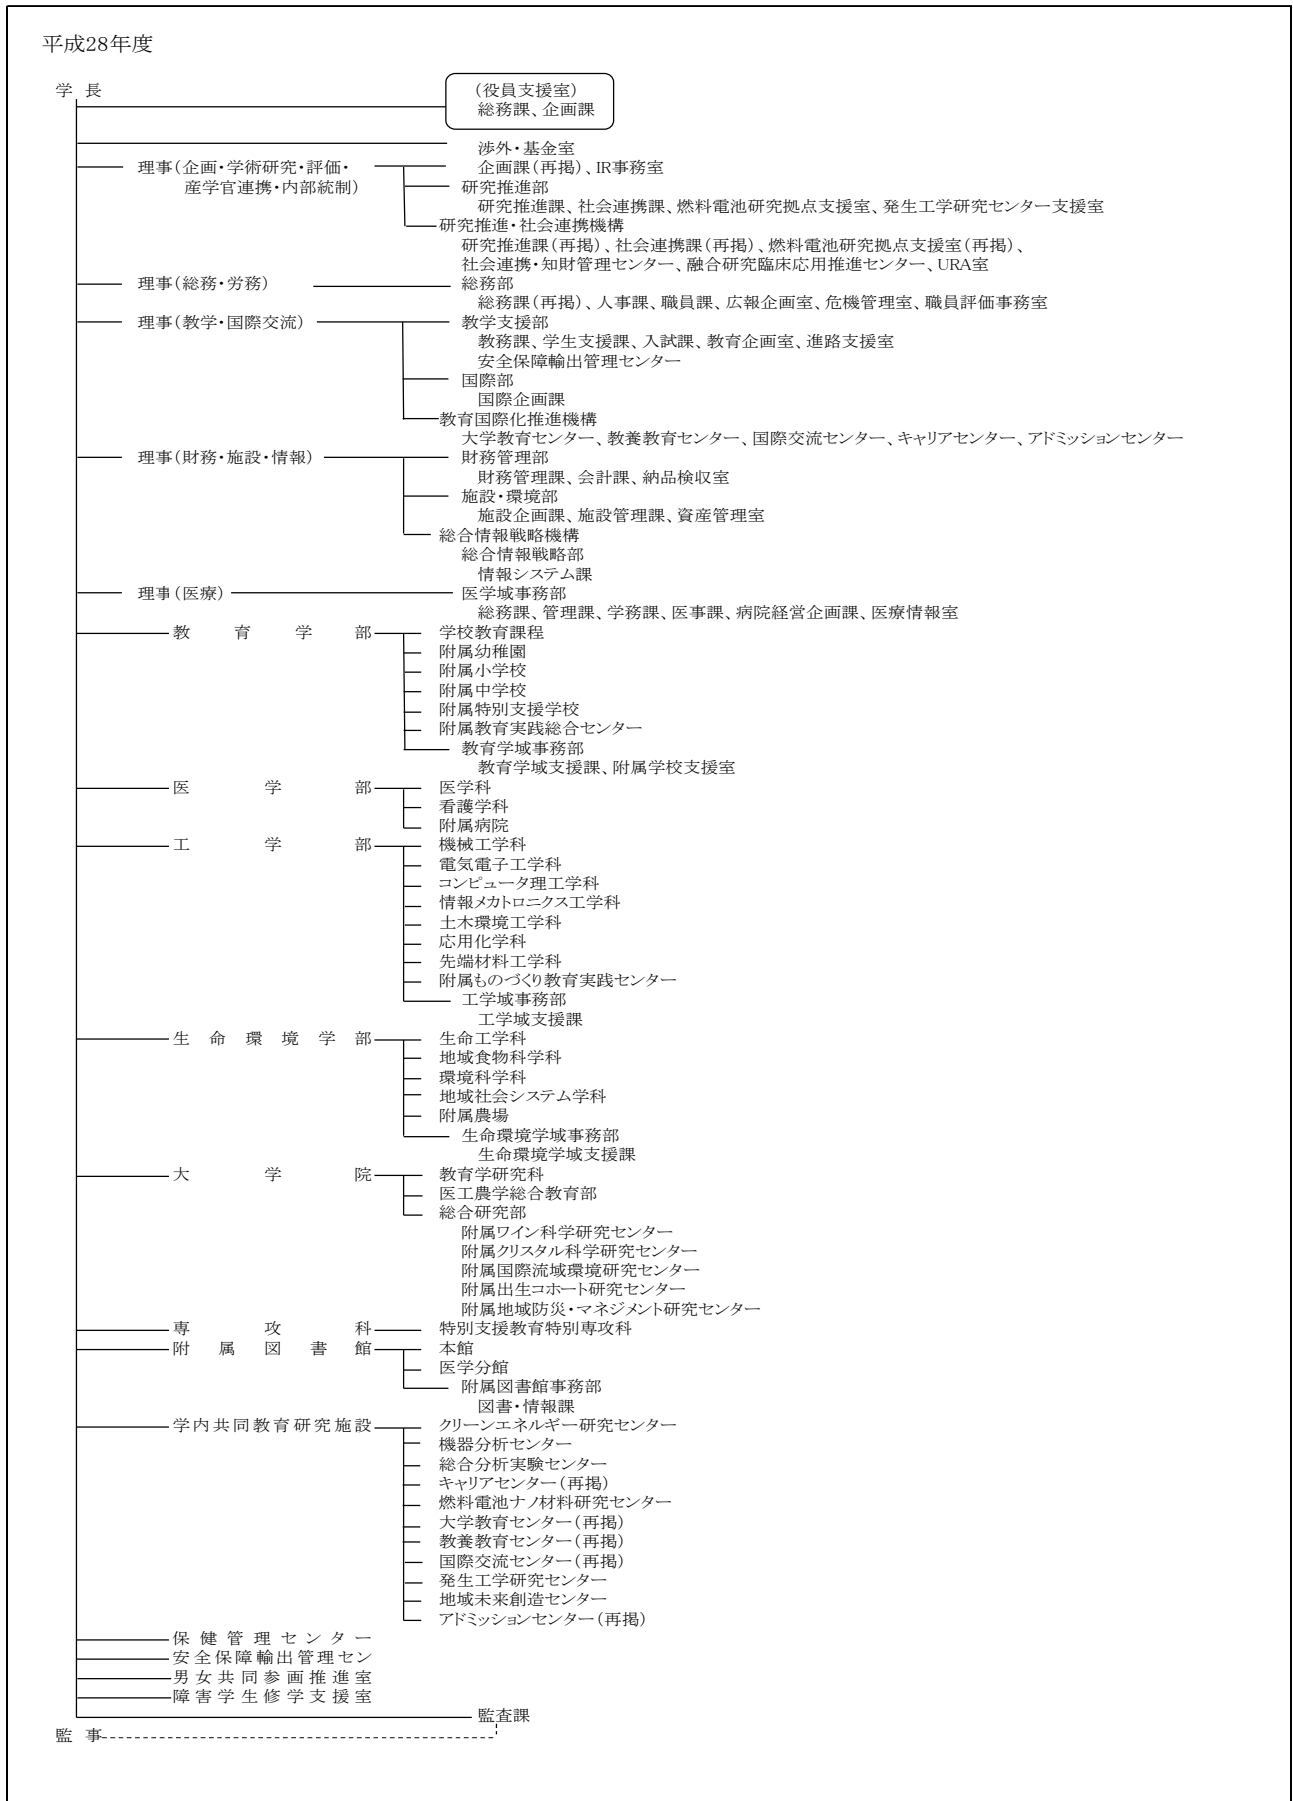 平成28年度
学 長
(役員支援室)
総務課、企画課
渉外・基金室
理事(企画・学術研究・評価・ 企画課(再掲)、IR事務室
産学官連携・内部統制) 研究推進部
研究推進課、社会連携課、燃料電池研究拠点支援室、発生工学研究センター支援室
研究推進・社会連携機構
研究推進課(再掲)、社会連携課(再掲)、燃料電池研究拠点支援室(再掲)、
社会連携・知財管理センター、融合研究臨床応用推進センター、URA室
理事(総務・労務) 総務部
総務課(再掲)、人事課、職員課、広報企画室、危機管理室、職員評価事務室
理事(教学・国際交流) 教学支援部
教務課、学生支援課、入試課、教育企画室、進路支援室
安全保障輸出管理センター
国際部
国際企画課
教育国際化推進機構
大学教育センター、教養教育センター、国際交流センター、キャリアセンター、アドミッションセンター
理事(財務・施設・情報) 財務管理部
財務管理課、会計課、納品検収室
施設・環境部
施設企画課、施設管理課、資産管理室
総合情報戦略機構
総合情報戦略部
情報システム課
理事(医療) 医学域事務部
総務課、管理課、学務課、医事課、病院経営企画課、医療情報室
教育学部 学校教育課程
附属幼稚園
附属小学校
附属中学校
附属特別支援学校
附属教育実践総合センター
教育学域事務部
教育学域支援課、附属学校支援室
医学部 医学科
看護学科
附属病院
工学部 機械工学科
電気電子工学科
コンピュータ理工学科
情報メカトロニクス工学科
土木環境工学科
応用化学科
先端材料工学科
附属ものづくり教育実践センター
工学域事務部
工学域支援課
生命環境学部 生命工学科
地域食物科学科
環境科学科
地域社会システム学科
附属農場
生命環境学域事務部
生命環境学域支援課
大学院 教育学研究科
医工農学総合教育部
総合研究部
附属ワイン科学研究センター
附属クリスタル科学研究センター
附属国際流域環境研究センター
附属出生コホート研究センター
附属地域防災・マネジメント研究センター
専攻科 特別支援教育特別専攻科
附属図書館 本館
医学分館
附属図書館事務部
図書・情報課
学内共同教育研究施設 クリーンエネルギー研究センター
機器分析センター
総合分析実験センター
キャリアセンター(再掲)
燃料電池ナノ材料研究センター
大学教育センター(再掲)
教養教育センター(再掲)
国際交流センター(再掲)
発生工学研究センター
地域未来創造センター
アドミッションセンター(再掲)
保健管理センター
安全保障輸出管理セン
男女共同参画推進室
障害学生修学支援室
監査課
監 事